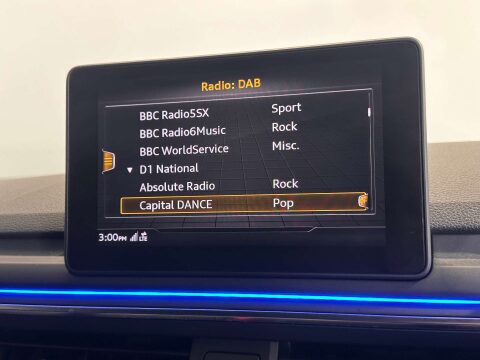 Radio: DAB
BBC Radio5SX Sport
BBC Radio6Music Rock
BBC WorldService Misc.
D1 National
Absolute Radio Rock
Capital DANCE Pop
3:00PM LTE